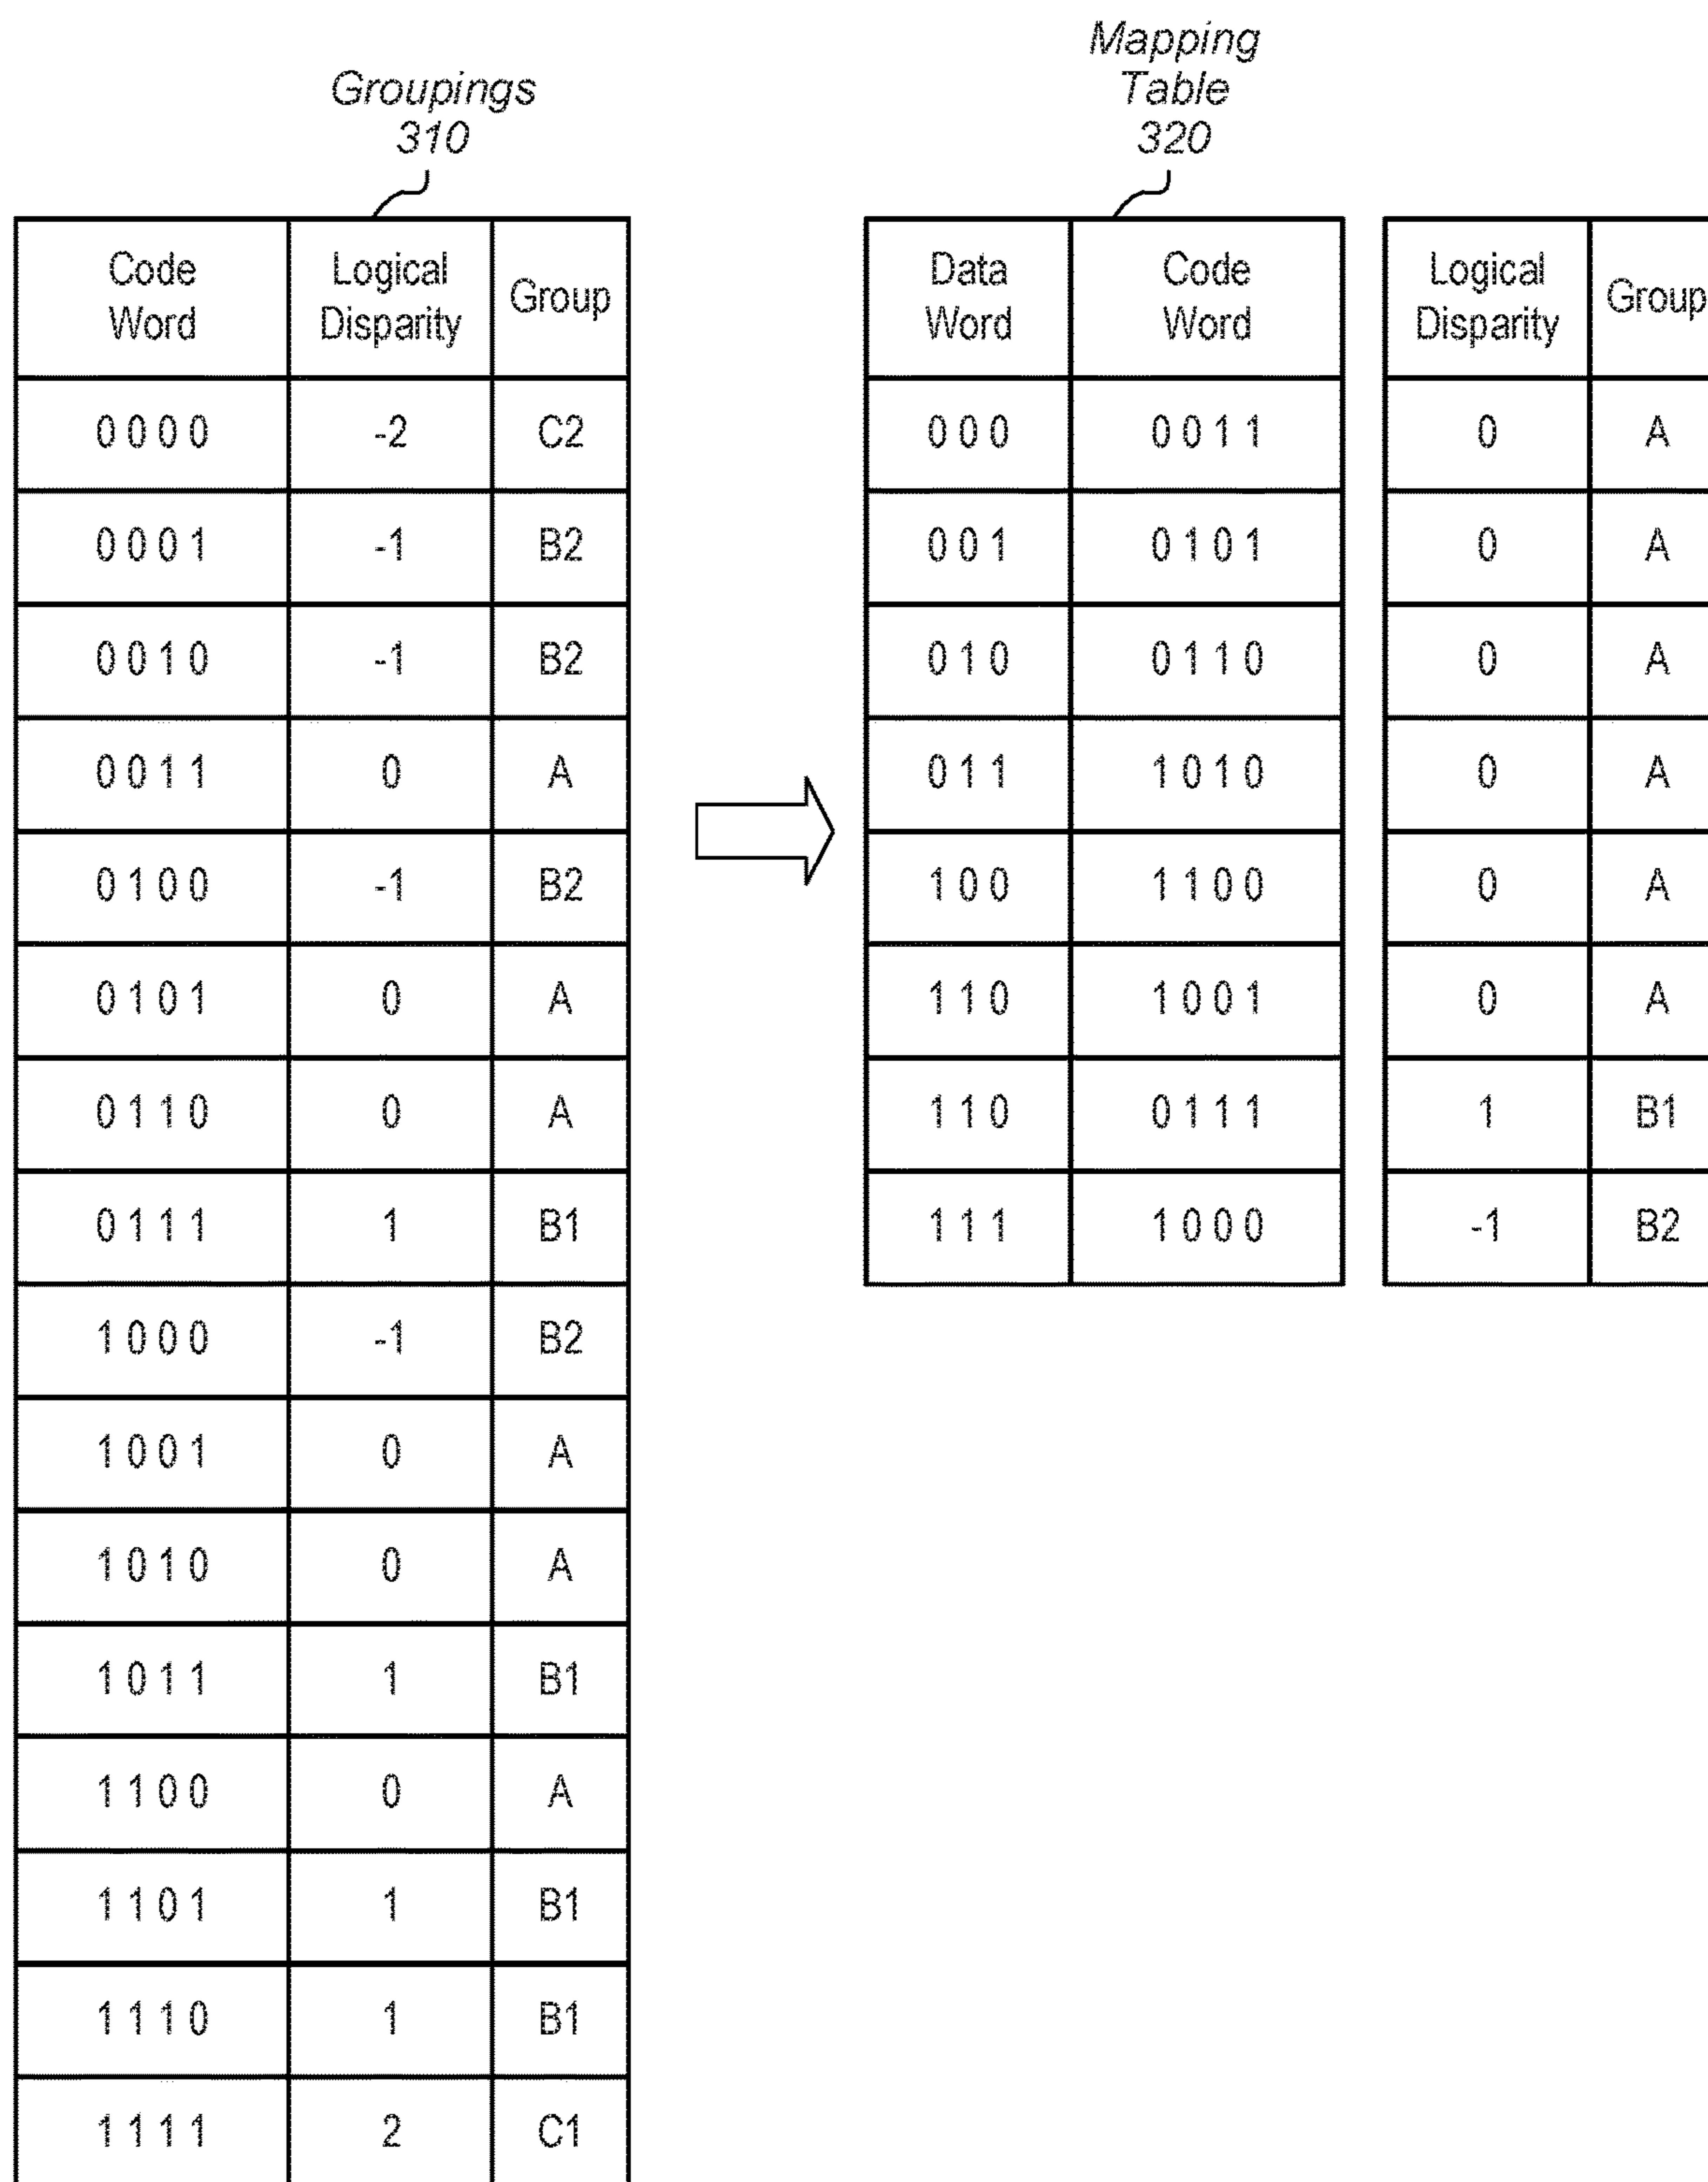 Groupings
310
Code Word | Logical Disparity | Group
0 0 0 0 | -2 | C2
0 0 0 1 | -1 | B2
0 0 1 0 | -1 | B2
0 0 1 1 | 0 | A
0 1 0 0 | -1 | B2
0 1 0 1 | 0 | A
0 1 1 0 | 0 | A
0 1 1 1 | 1 | B1
1 0 0 0 | -1 | B2
1 0 0 1 | 0 | A
1 0 1 0 | 0 | A
1 0 1 1 | 1 | B1
1 1 0 0 | 0 | A
1 1 0 1 | 1 | B1
1 1 1 0 | 1 | B1
1 1 1 1 | 2 | C1
Mapping
Table
320
Data Word | Code Word | Logical Disparity | Group
0 0 0 | 0 0 1 1 | 0 | A
0 0 1 | 0 1 0 1 | 0 | A
0 1 0 | 0 1 1 0 | 0 | A
0 1 1 | 1 0 1 0 | 0 | A
1 0 0 | 1 1 0 0 | 0 | A
1 1 0 | 1 0 0 1 | 0 | A
1 1 0 | 0 1 1 1 | 1 | B1
1 1 1 | 1 0 0 0 | -1 | B2